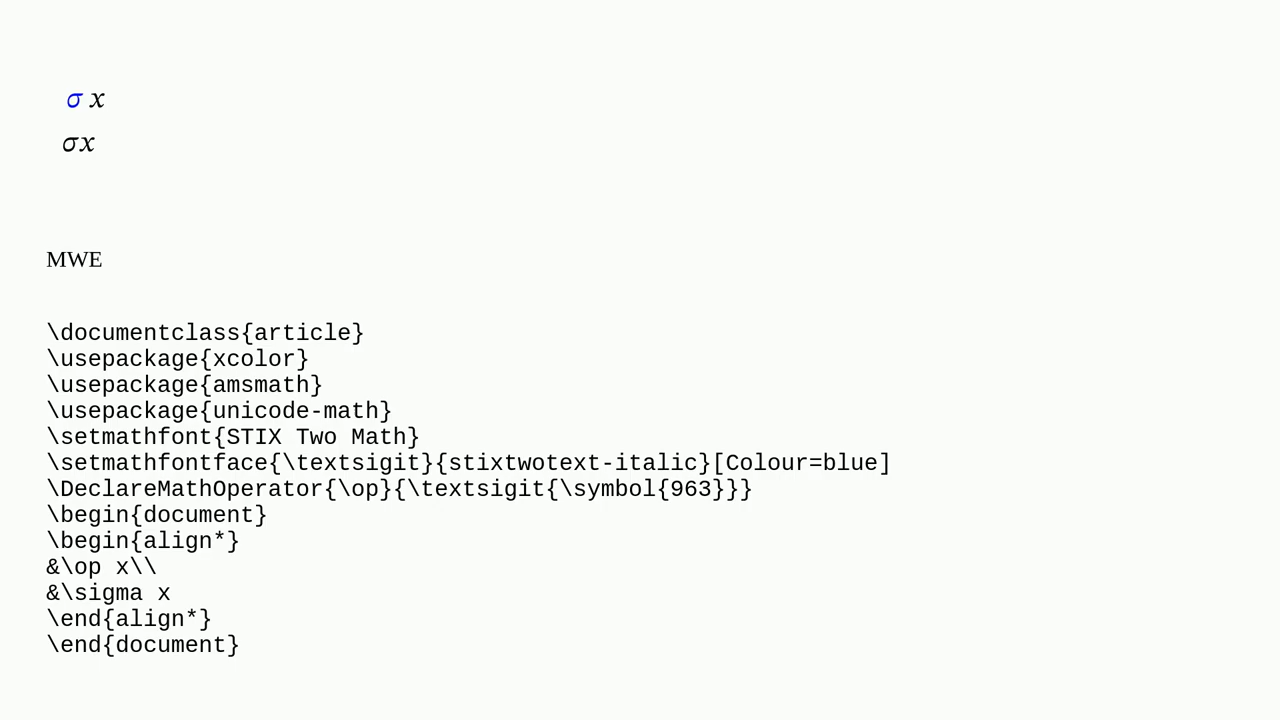 σ x
σx
MWE
\documentclass{article}
\usepackage{xcolor}
\usepackage{amsmath}
\usepackage{unicode-math}
\setmathfont{STIX Two Math}
\setmathfontface{\textsigit}{stixtwotext-italic}[Colour=blue]
\DeclareMathOperator{\op}{\textsigit{\symbol{963}}}
\begin{document}
\begin{align*}
&\op x\\
&\sigma x
\end{align*}
\end{document}